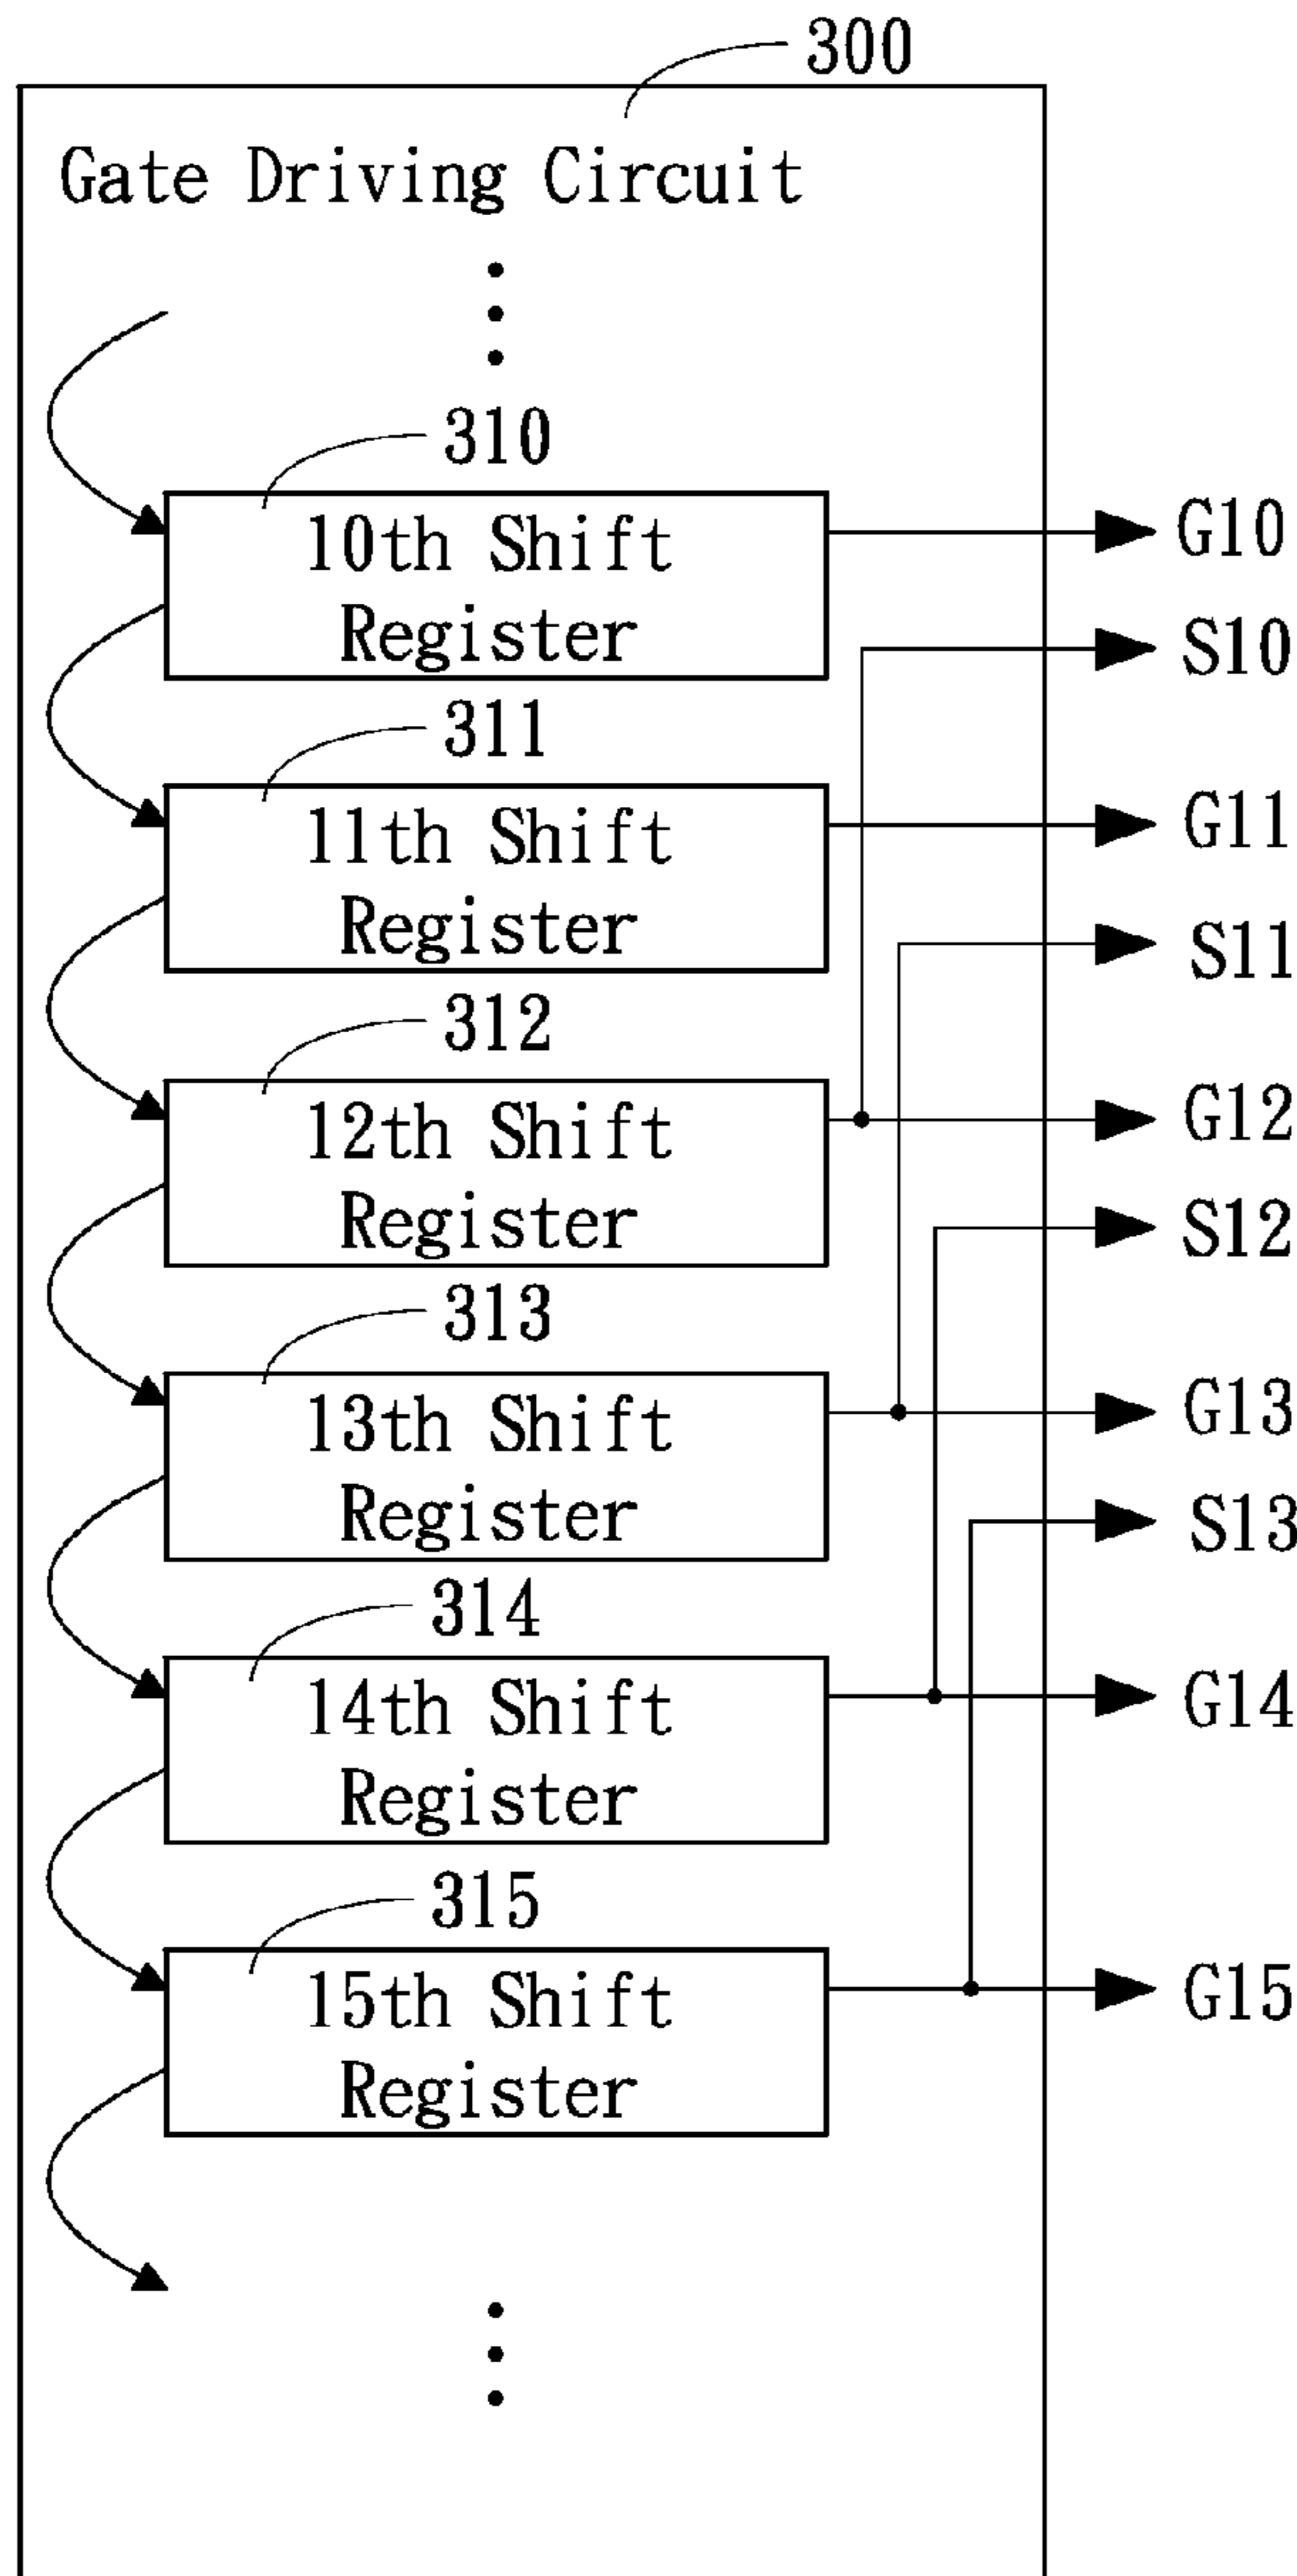 300
Gate Driving Circuit
310
10th Shift
Register
G10
S10
311
11th Shift
Register
G11
S11
312
12th Shift
Register
G12
S12
313
13th Shift
Register
G13
S13
314
14th Shift
Register
G14
315
15th Shift
Register
G15